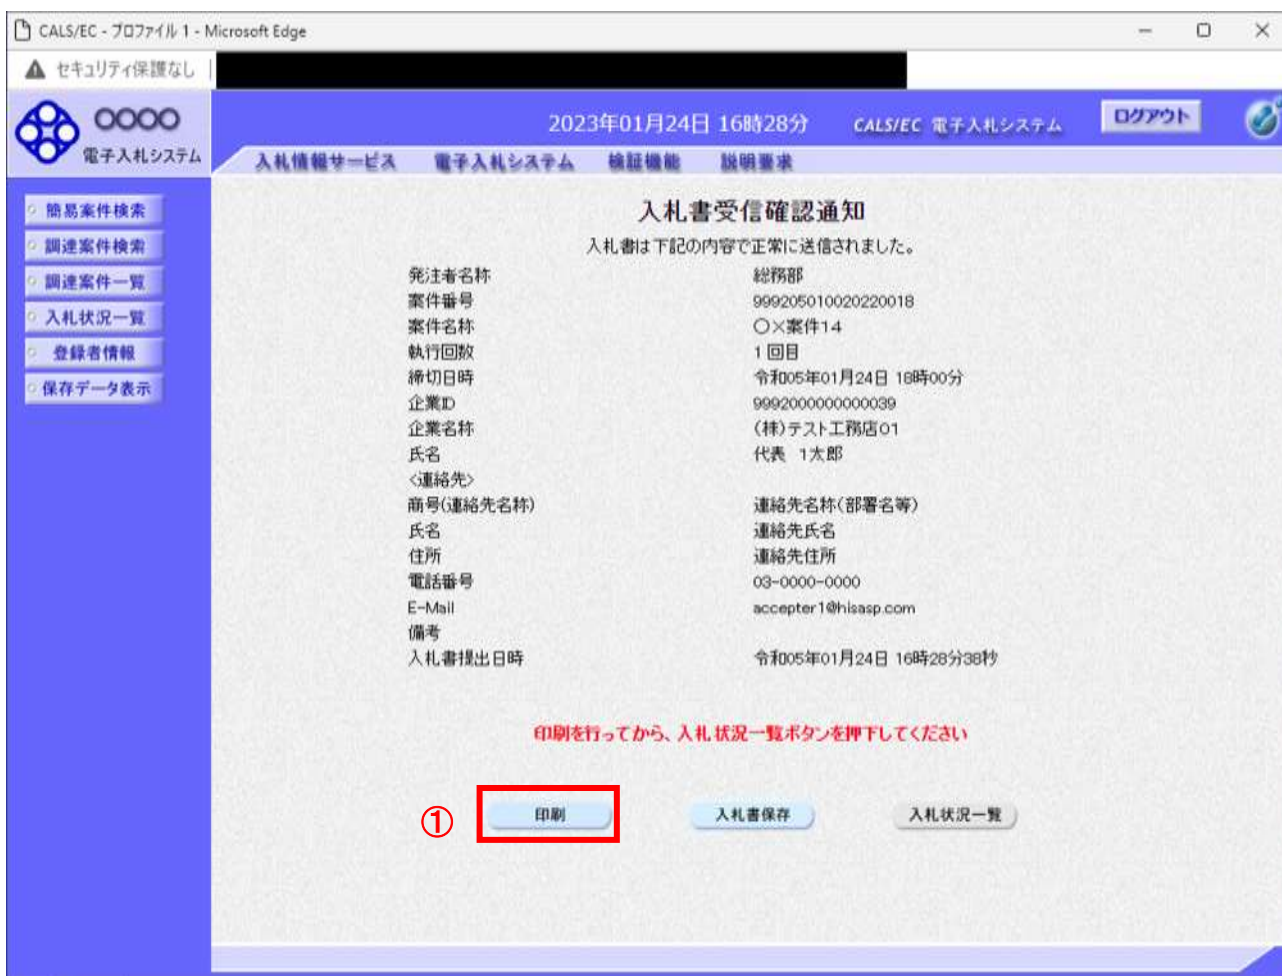 CALS/EC - プロファイル 1 - Microsoft Edge
セキュリティ保護なし
OOOO
電子入札システム
2023年01月24日 16時28分
CALS/EC 電子入札システム
ログアウト
入札情報サービス 電子入札システム 検証機能 説明要求
簡易案件検索
調達案件検索
調達案件一覧
入札状況一覧
登録者情報
保存データ表示
入札書受信確認通知
入札書は下記の内容で正常に送信されました。
発注者名称 総務部
案件番号 999205010020220018
案件名称 〇×案件14
執行回数 1回目
締切日時 令和05年01月24日 18時00分
企業ID 9992000000000039
企業名称 (株)テスト工務店01
氏名 代表 1太郎
<連絡先>
商号(連絡先名称) 連絡先名称(部署名等)
氏名 連絡先氏名
住所 連絡先住所
電話番号 03-0000-0000
E-Mail accepter1@hisasp.com
備考
入札書提出日時 令和05年01月24日 16時28分38秒
印刷を行ってから、入札状況一覧ボタンを押下してください
① 印刷 入札書保存 入札状況一覧